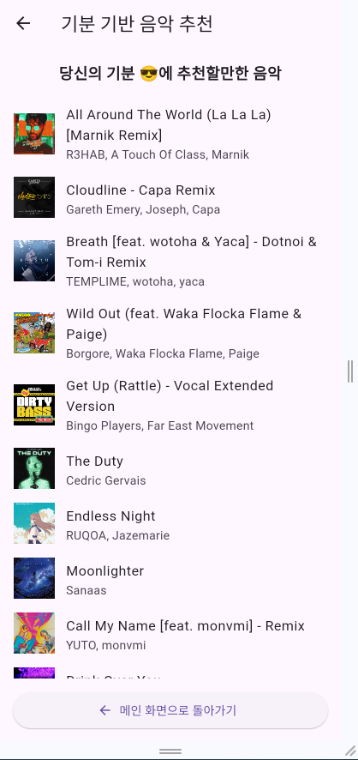 기분 기반 음악 추천
당신의 기분 😎에 추천할만한 음악
All Around The World (La La La)
[Marnik Remix]
R3HAB, A Touch Of Class, Marnik
Cloudline - Capa Remix
Gareth Emery, Joseph, Capa
Breath [feat. wotoha & Yaca] - Dotnoi &
Tom-i Remix
TEMPLIME, wotoha, yaca
Wild Out (feat. Waka Flocka Flame &
Paige)
Borgore, Waka Flocka Flame, Paige
Get Up (Rattle) - Vocal Extended
Version
Bingo Players, Far East Movement
DIRTY
BASS
THE DUTY
The Duty
Cedric Gervais
Endless Night
RUQOA, Jazemarie
Moonlighter
Sanaas
Call My Name [feat. monvmi] - Remix
YUTO, monvmi
메인 화면으로 돌아가기